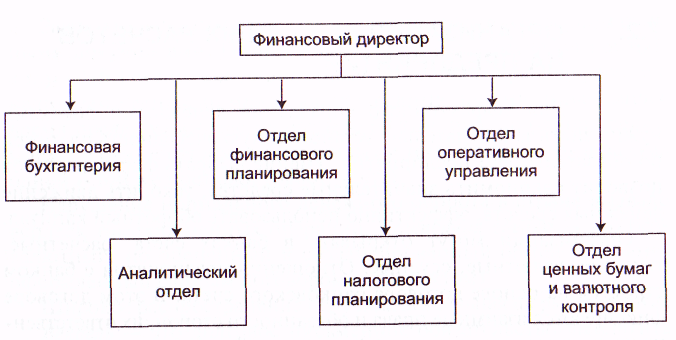 Финансовый директор
Финансовая
бухгалтерия
Отдел
финансового
планирования
Отдел
оперативного
управления
Аналитический
отдел
Отдел
налогового
планирования
Отдел
ценных бумаг
и валютного
контроля